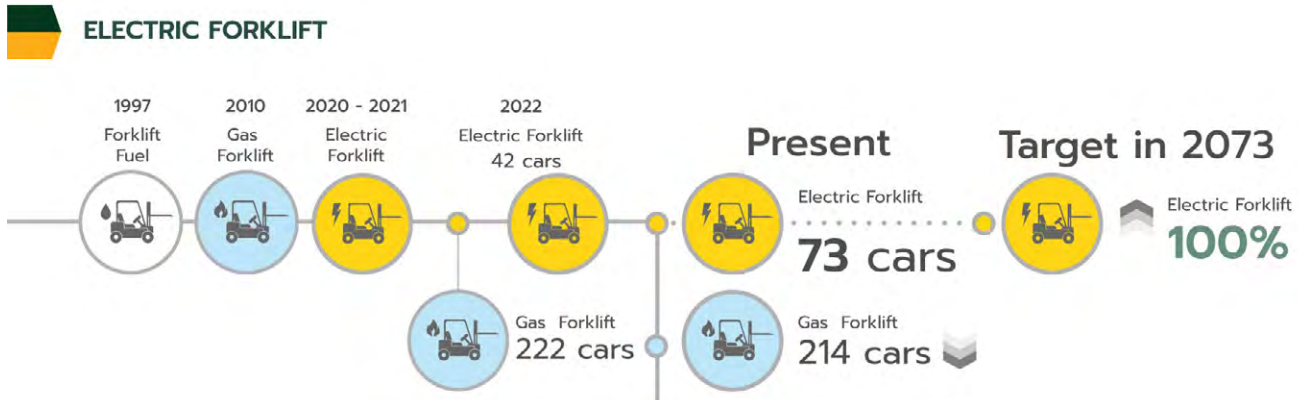 ELECTRIC FORKLIFT
1997
Forklift
Fuel
2010
Gas
Forklift
2020 - 2021
Electric
Forklift
2022
Electric Forklift
42 cars
Gas Forklift
222 cars
Present
Electric Forklift
73 cars
Gas Forklift
214 cars
Target in 2073
Electric Forklift
100%